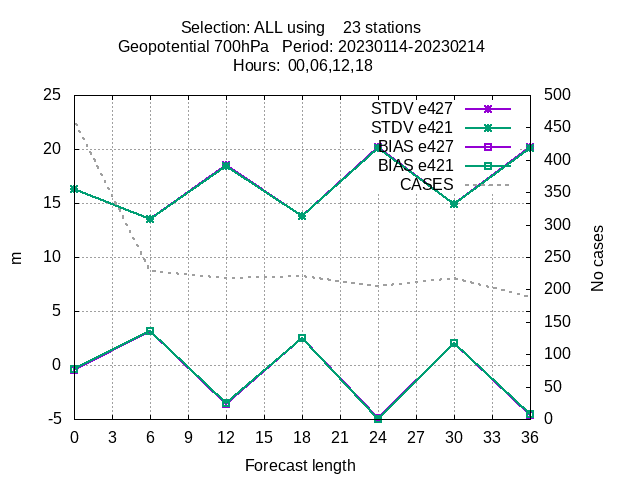 Selection: ALL using    23 stations
Geopotential 700hPa   Period: 20230114-20230214
Hours:  00,06,12,18
25
20
15
10
5
0
-5
m
STDV e427
STDV e421
BIAS e427
BIAS e421
CASES
500
450
400
350
300
250
200
150
100
50
0
No cases
0 3 6 9 12 15 18 21 24 27 30 33 36
Forecast length